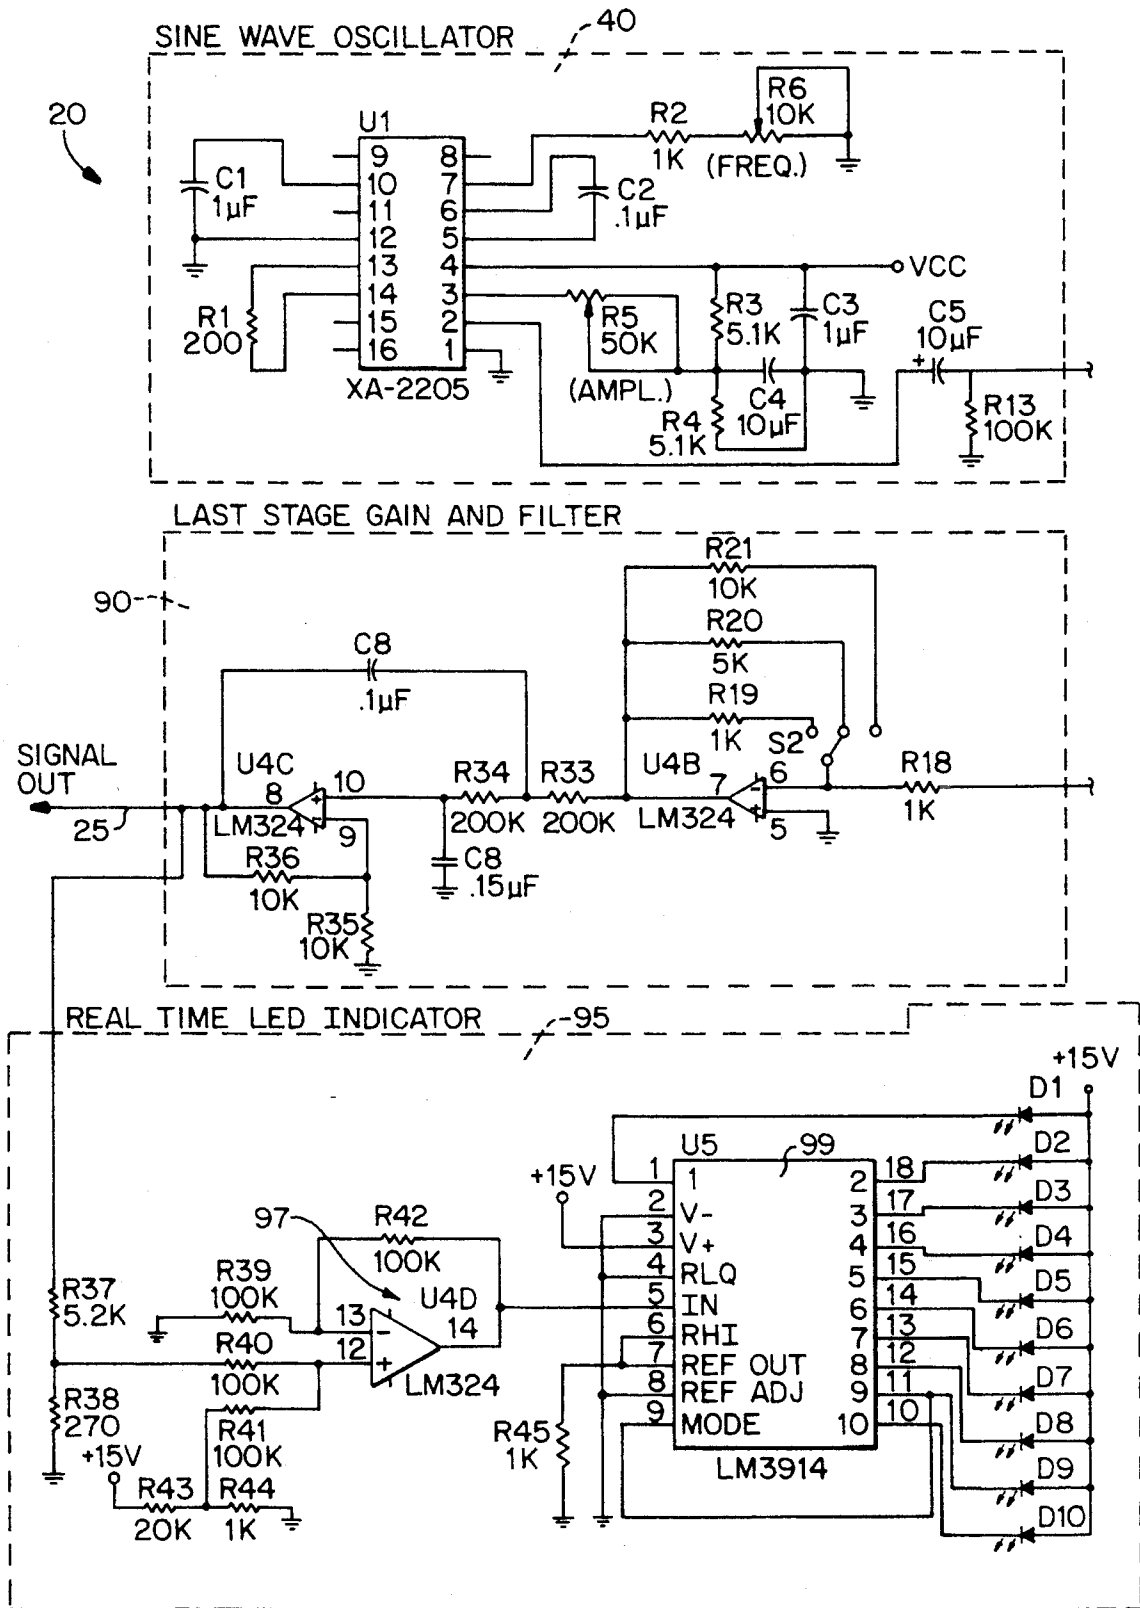 SINE WAVE OSCILLATOR
40
20
U1
9 8
10 7
11 6
12 5
13 4
14 3
15 2
16 1
XA-2205
C1
1µF
R1
200
R2
1K
R6
10K
(FREQ.)
C2
.1µF
VCC
R5
50K
(AMPL.)
R3
5.1K
C3
1µF
C4
10µF
R4
5.1K
C5
+
10µF
R13
100K
LAST STAGE GAIN AND FILTER
90
R21
10K
R20
5K
R19
1K
S2
C8
.1µF
SIGNAL
OUT
25
U4C
8
10
9
+
-
LM324
R34
200K
R33
200K
U4B
7
6
5
-
+
LM324
R18
1K
C8
.15µF
R36
10K
R35
10K
REAL TIME LED INDICATOR
95
+15V
D1
D2
D3
D4
D5
D6
D7
D8
D9
D10
U5
99
1 1
2 V-
3 V+
4 RLQ
5 IN
6 RHI
7 REF OUT
8 REF ADJ
9 MODE
2 18
3 17
4 16
5 15
6 14
7 13
8 12
9 11
10 10
LM3914
+15V
97
R42
100K
R39
100K
U4D
13
12
14
-
+
LM324
R37
5.2K
R40
100K
R38
270
R41
100K
+15V
R43
20K
R44
1K
R45
1K